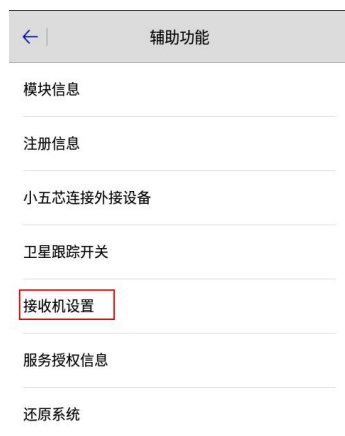 辅助功能
模块信息
注册信息
小五芯连接外接设备
卫星跟踪开关
接收机设置
服务授权信息
还原系统